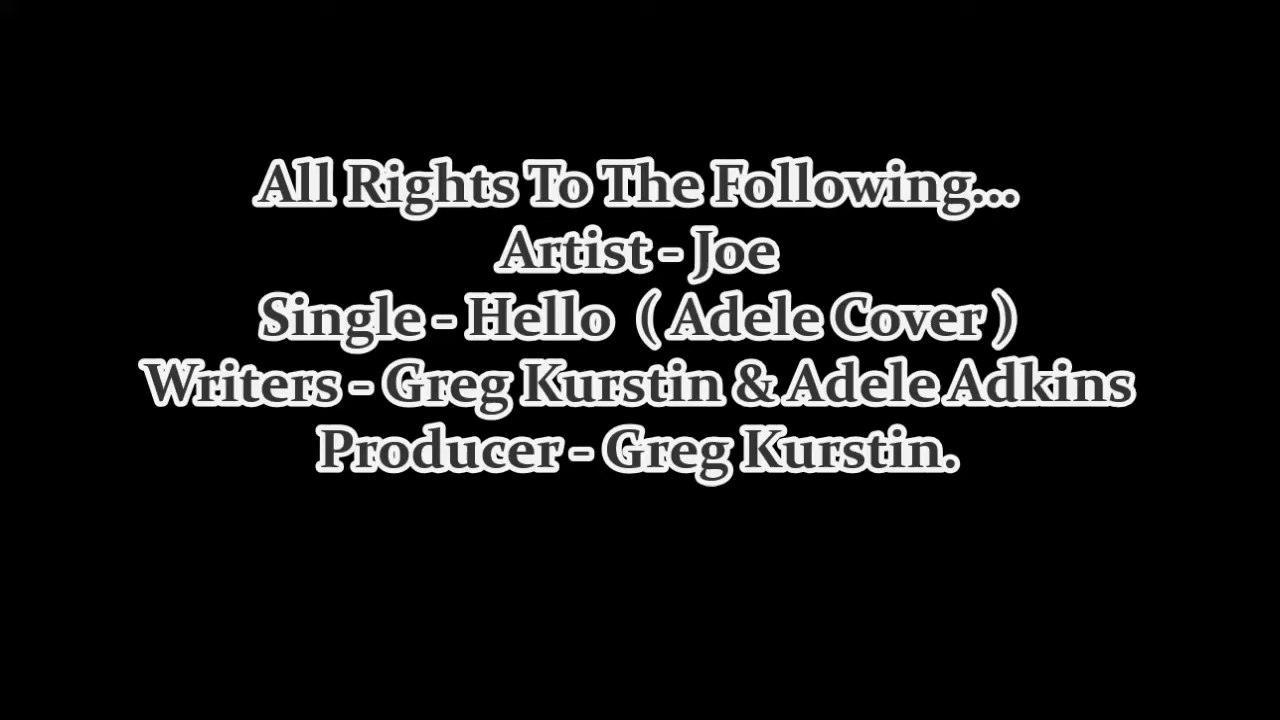 All Rights To The Following...
Artist - Joe
Single - Hello ( Adele Cover )
Writers - Greg Kurstin & Adele Adkins
Producer - Greg Kurstin.